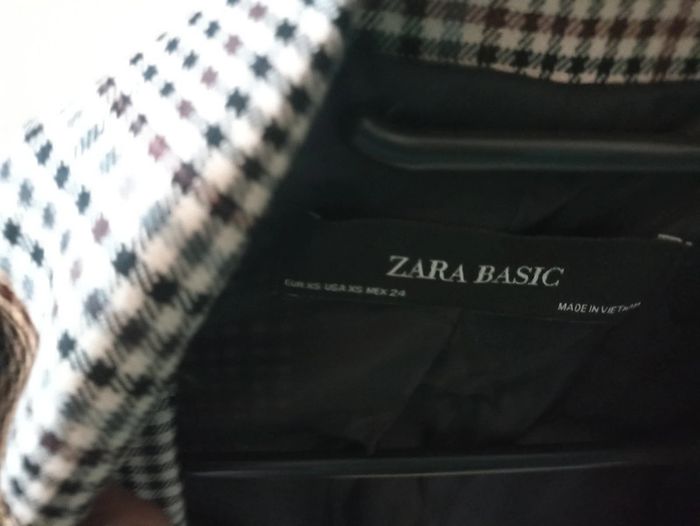 ZARA BASIC
EUR XS USA XS MEX 24
MADE IN VIETNAM